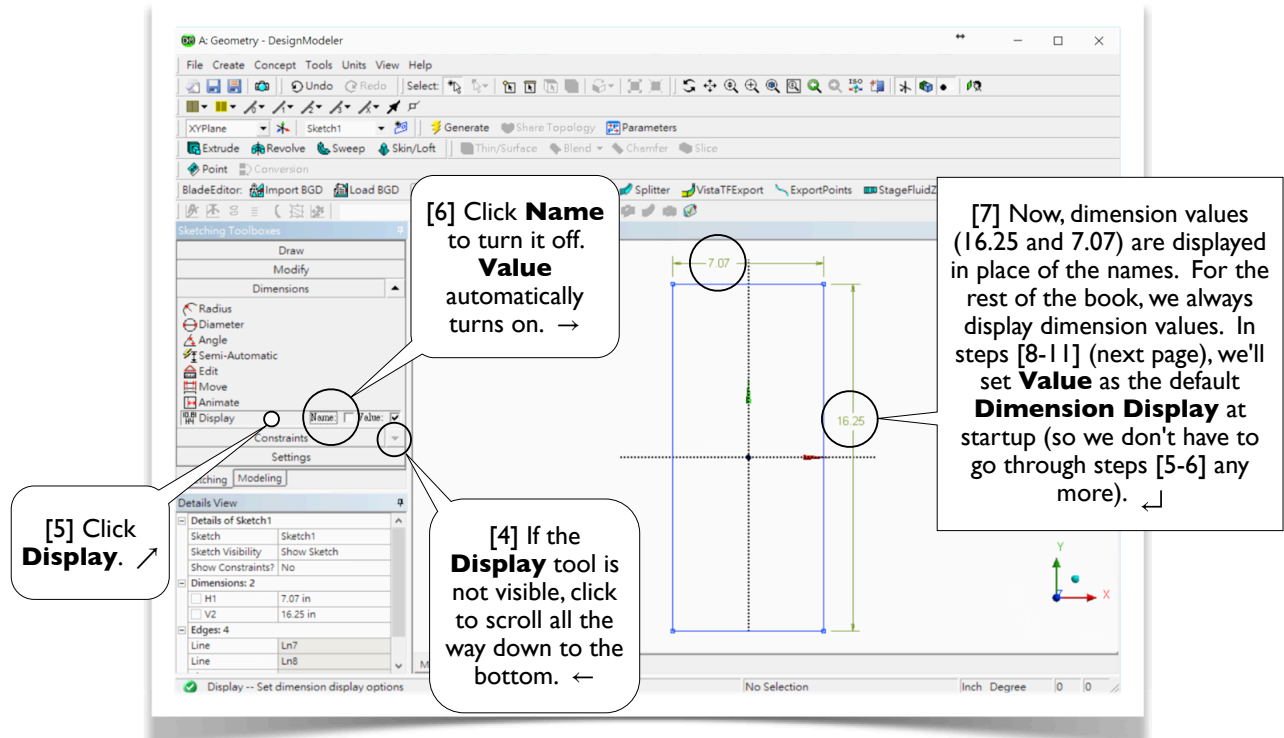 A: Geometry - DesignModeler
File Create Concept Tools Units View Help
Undo Redo Select:
XYPlane Sketch1 Generate Share Topology Parameters
Extrude Revolve Sweep Skin/Loft Thin/Surface Blend Chamfer Slice
Point Conversion
BladeEditor: Import BGD Load BGD Splitter VistaTFExport ExportPoints StageFluidZ
Sketching Toolboxes
Draw
Modify
Dimensions
Radius
Diameter
Angle
Semi-Automatic
Edit
Move
Animate
Display Name: Value:
Constraints
Settings
Modeling
Details View
Details of Sketch1
Sketch Sketch1
Sketch Visibility Show Sketch
Show Constraints? No
Dimensions: 2
H1 7.07 in
V2 16.25 in
Edges: 4
Line Ln7
Line Ln8
Display -- Set dimension display options
No Selection
Inch Degree 0 0
7.07
16.25
Y
X
[6] Click Name
to turn it off.
Value
automatically
turns on. →
[7] Now, dimension values
(16.25 and 7.07) are displayed
in place of the names. For the
rest of the book, we always
display dimension values. In
steps [8-11] (next page), we'll
set Value as the default
Dimension Display at
startup (so we don't have to
go through steps [5-6] any
more). ↲
[5] Click
Display. ↗
[4] If the
Display tool is
not visible, click
to scroll all the
way down to the
bottom. ←